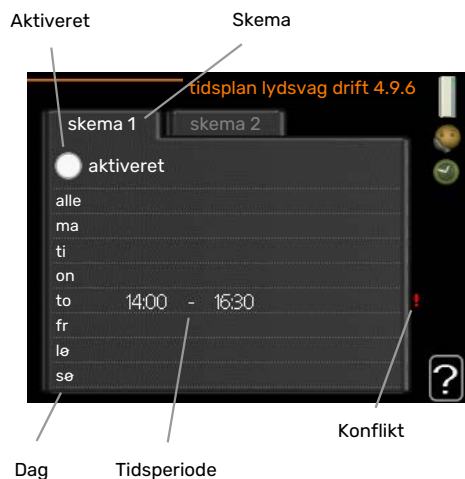 Aktiveret
Skema
tidsplan lydsvag drift 4.9.6
skema 1
skema 2
aktiveret
alle
ma
ti
on
to 14:00 - 16:30
fr
lø
sø
!
?
Konflikt
Dag
Tidsperiode